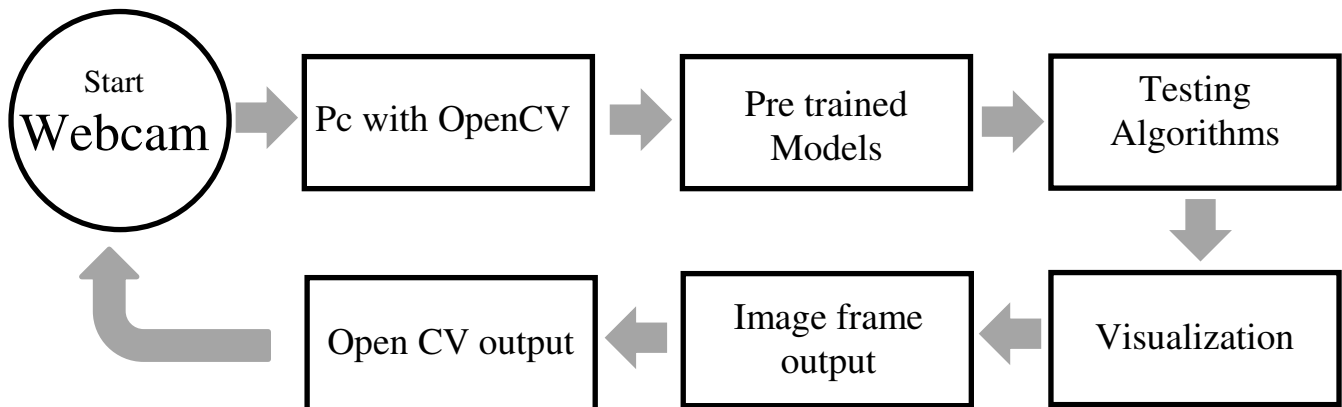 Start
Webcam
Pc with OpenCV
Pre trained
Models
Testing
Algorithms
Visualization
Image frame
output
Open CV output